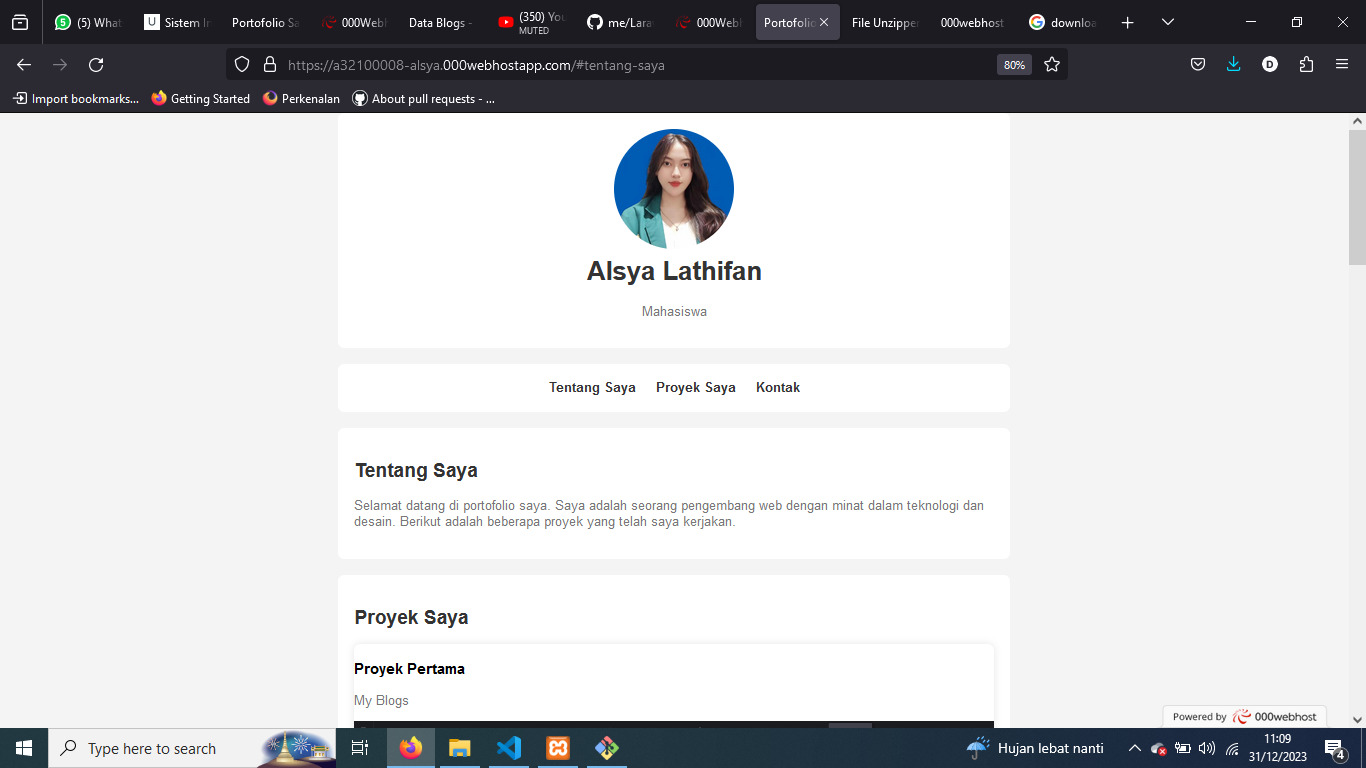 (5) What
U Sistem In
Portofolio Sa
000Webh
Data Blogs -
(350) You
MUTED
me/Lara
000Webh
Portofolio
File Unzippe
000webhost
downloa
https://a32100008-alsya.000webhostapp.com/#tentang-saya
80%
D
Import bookmarks...
Getting Started
Perkenalan
About pull requests - ...
Alsya Lathifan
Mahasiswa
Tentang Saya Proyek Saya Kontak
Tentang Saya
Selamat datang di portofolio saya. Saya adalah seorang pengembang web dengan minat dalam teknologi dan
desain. Berikut adalah beberapa proyek yang telah saya kerjakan.
Proyek Saya
Proyek Pertama
My Blogs
Powered by 000webhost
Type here to search
Hujan lebat nanti
11:09
31/12/2023
4